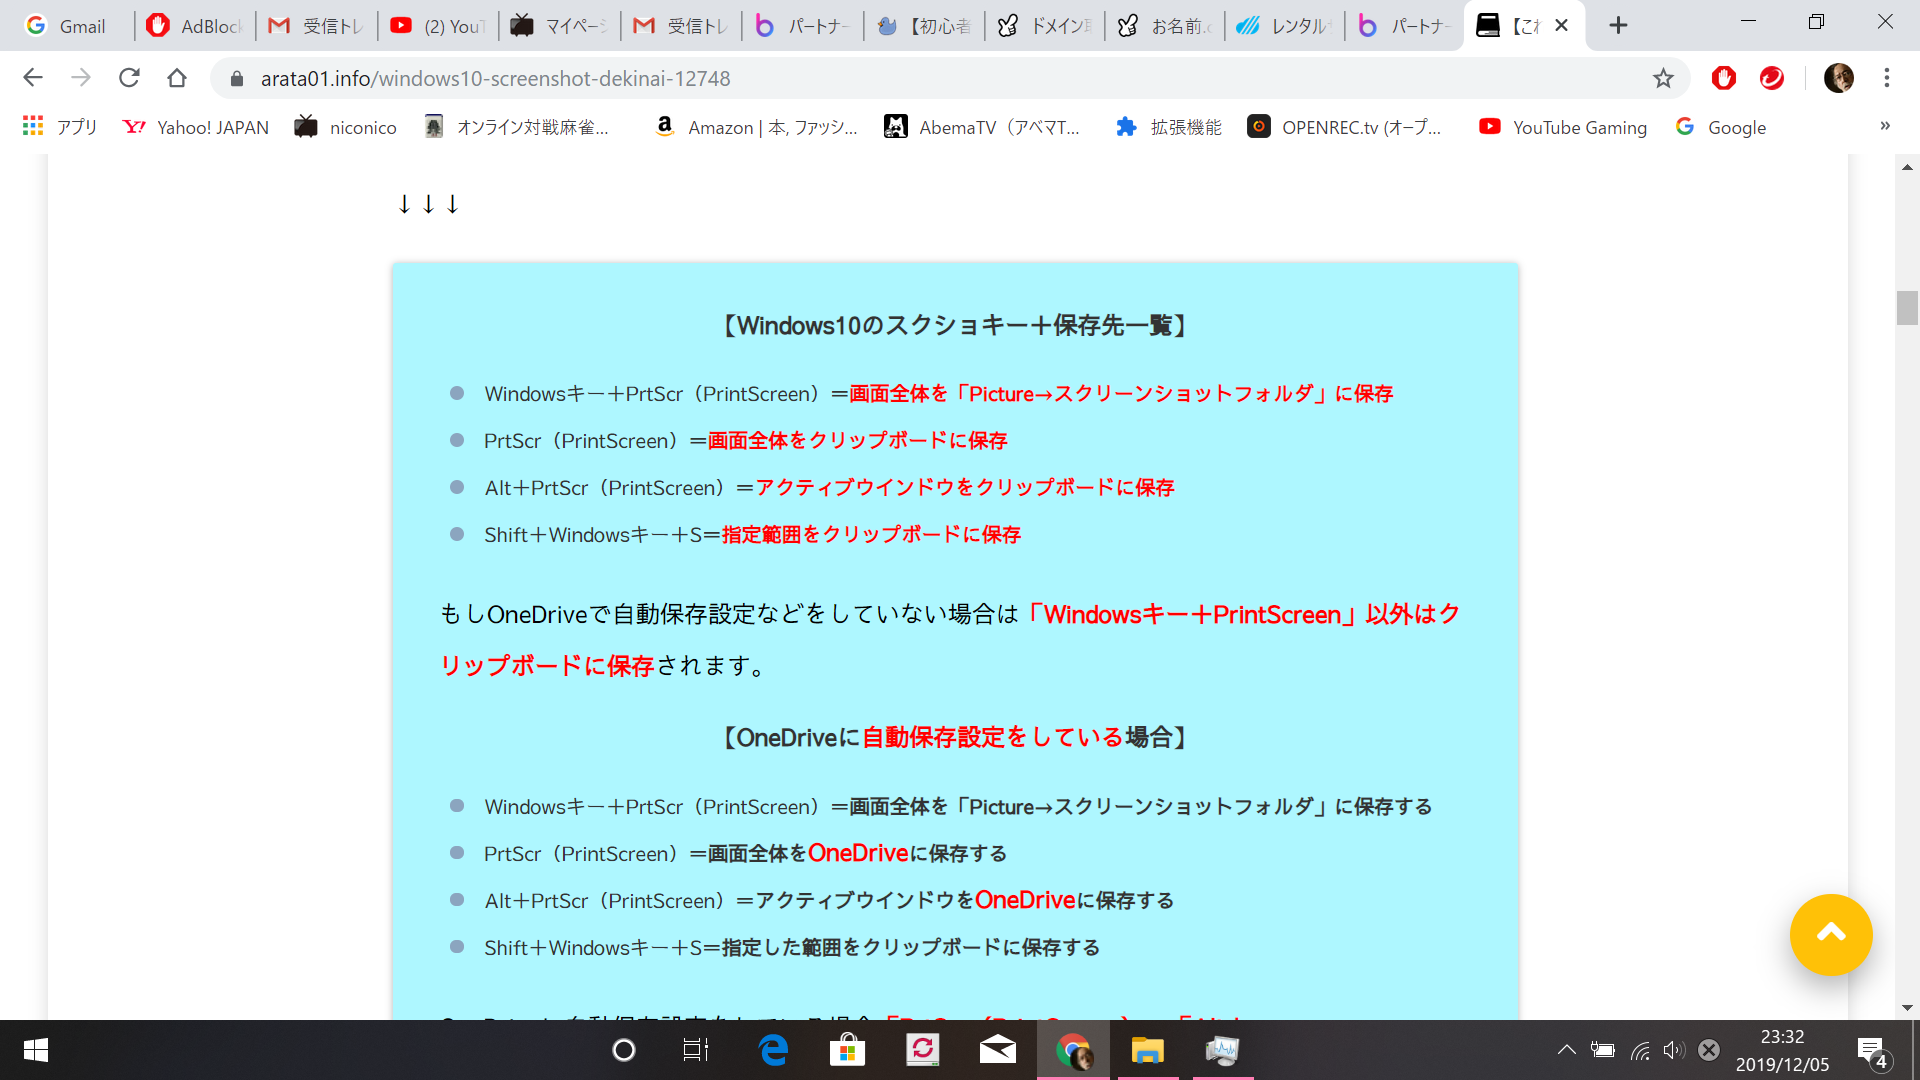 Gmail
AdBlock
受信トレ
(2) YouT
マイページ
受信トレ
パートナー
【初心者
ドメイン取
お名前.c
レンタルサ
パートナー
【これ
arata01.info/windows10-screenshot-dekinai-12748
アプリ
Yahoo! JAPAN
niconico
オンライン対戦麻雀...
Amazon | 本, ファッシ...
AbemaTV（アベマT...
拡張機能
OPENREC.tv (オープ...
YouTube Gaming
Google
»
↓↓↓
【Windows10のスクショキー＋保存先一覧】
Windowsキー＋PrtScr（PrintScreen）＝画面全体を「Picture→スクリーンショットフォルダ」に保存
PrtScr（PrintScreen）＝画面全体をクリップボードに保存
Alt＋PrtScr（PrintScreen）＝アクティブウインドウをクリップボードに保存
Shift＋Windowsキー＋S＝指定範囲をクリップボードに保存
もしOneDriveで自動保存設定などをしていない場合は「Windowsキー＋PrintScreen」以外はク
リップボードに保存されます。
【OneDriveに自動保存設定をしている場合】
Windowsキー＋PrtScr（PrintScreen）＝画面全体を「Picture→スクリーンショットフォルダ」に保存する
PrtScr（PrintScreen）＝画面全体をOneDriveに保存する
Alt＋PrtScr（PrintScreen）＝アクティブウインドウをOneDriveに保存する
Shift＋Windowsキー＋S＝指定した範囲をクリップボードに保存する
23:32
2019/12/05
4